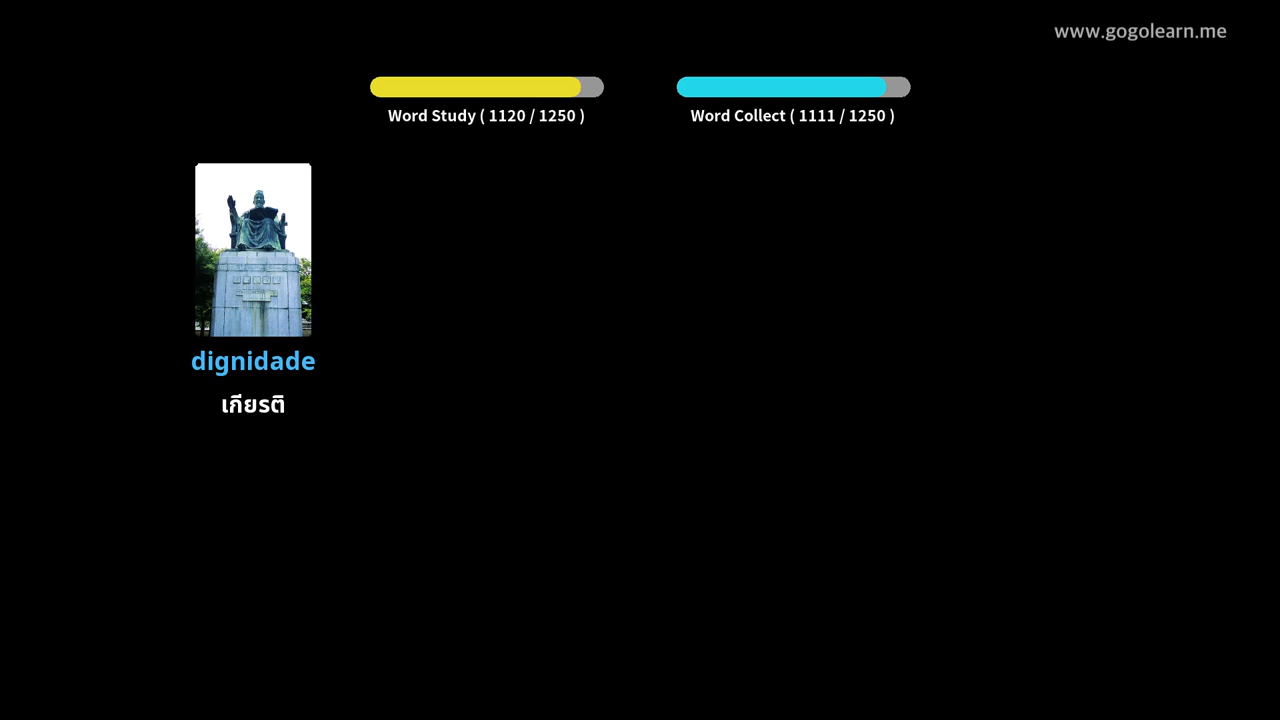 www.gogolearn.me
Word Study ( 1120 / 1250 )
Word Collect ( 1111 / 1250 )
dignidade
เกียรติ